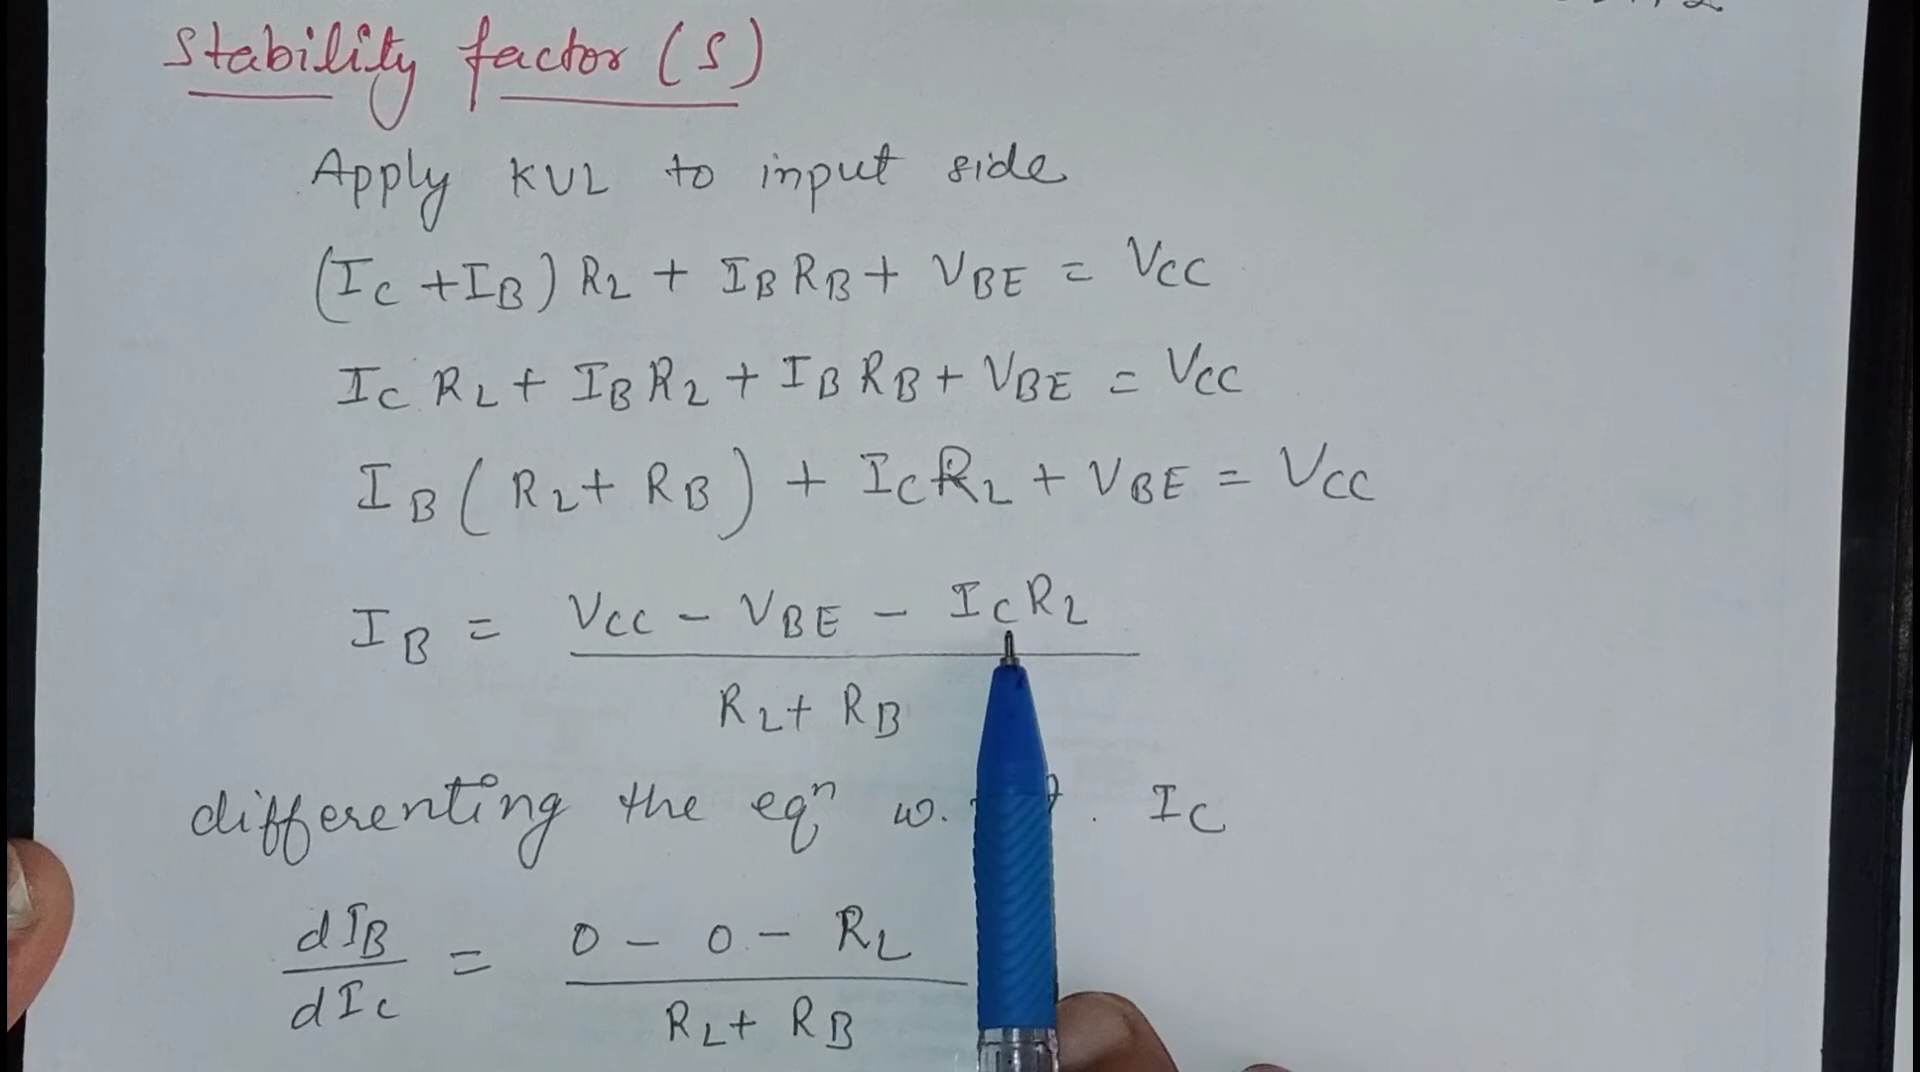 Stability factor (S)
Apply KVL to input side
(IC + IB) RL + IB RB + VBE = VCC
IC RL + IB RL + IB RB + VBE = VCC
IB ( RL + RB ) + IC RL + VBE = VCC
IB = VCC - VBE - IC RL
RL + RB
differenting the eqn w. IC
dIB = 0 - 0 - RL
dIC RL + RB